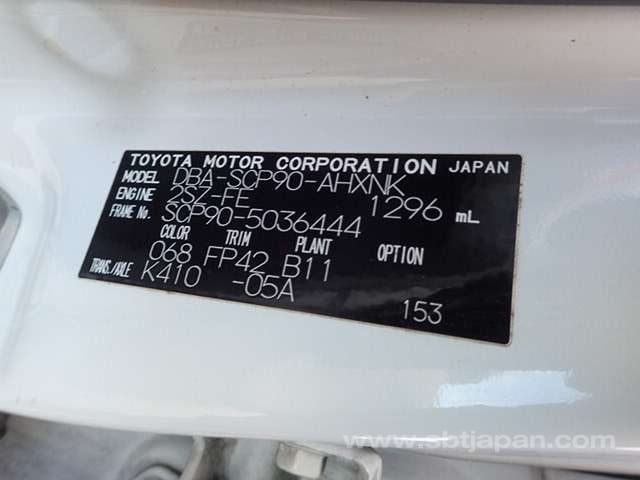 TOYOTA MOTOR CORPORATION JAPAN
MODEL DBA-SCP90-AHXNK
ENGINE 2SZ-FE 1296 mL
FRAME No. SCP90-5036444
COLOR TRIM PLANT OPTION
068 FP42 B11
TRANS./AXLE K410 -05A
153
www.sbtjapan.com